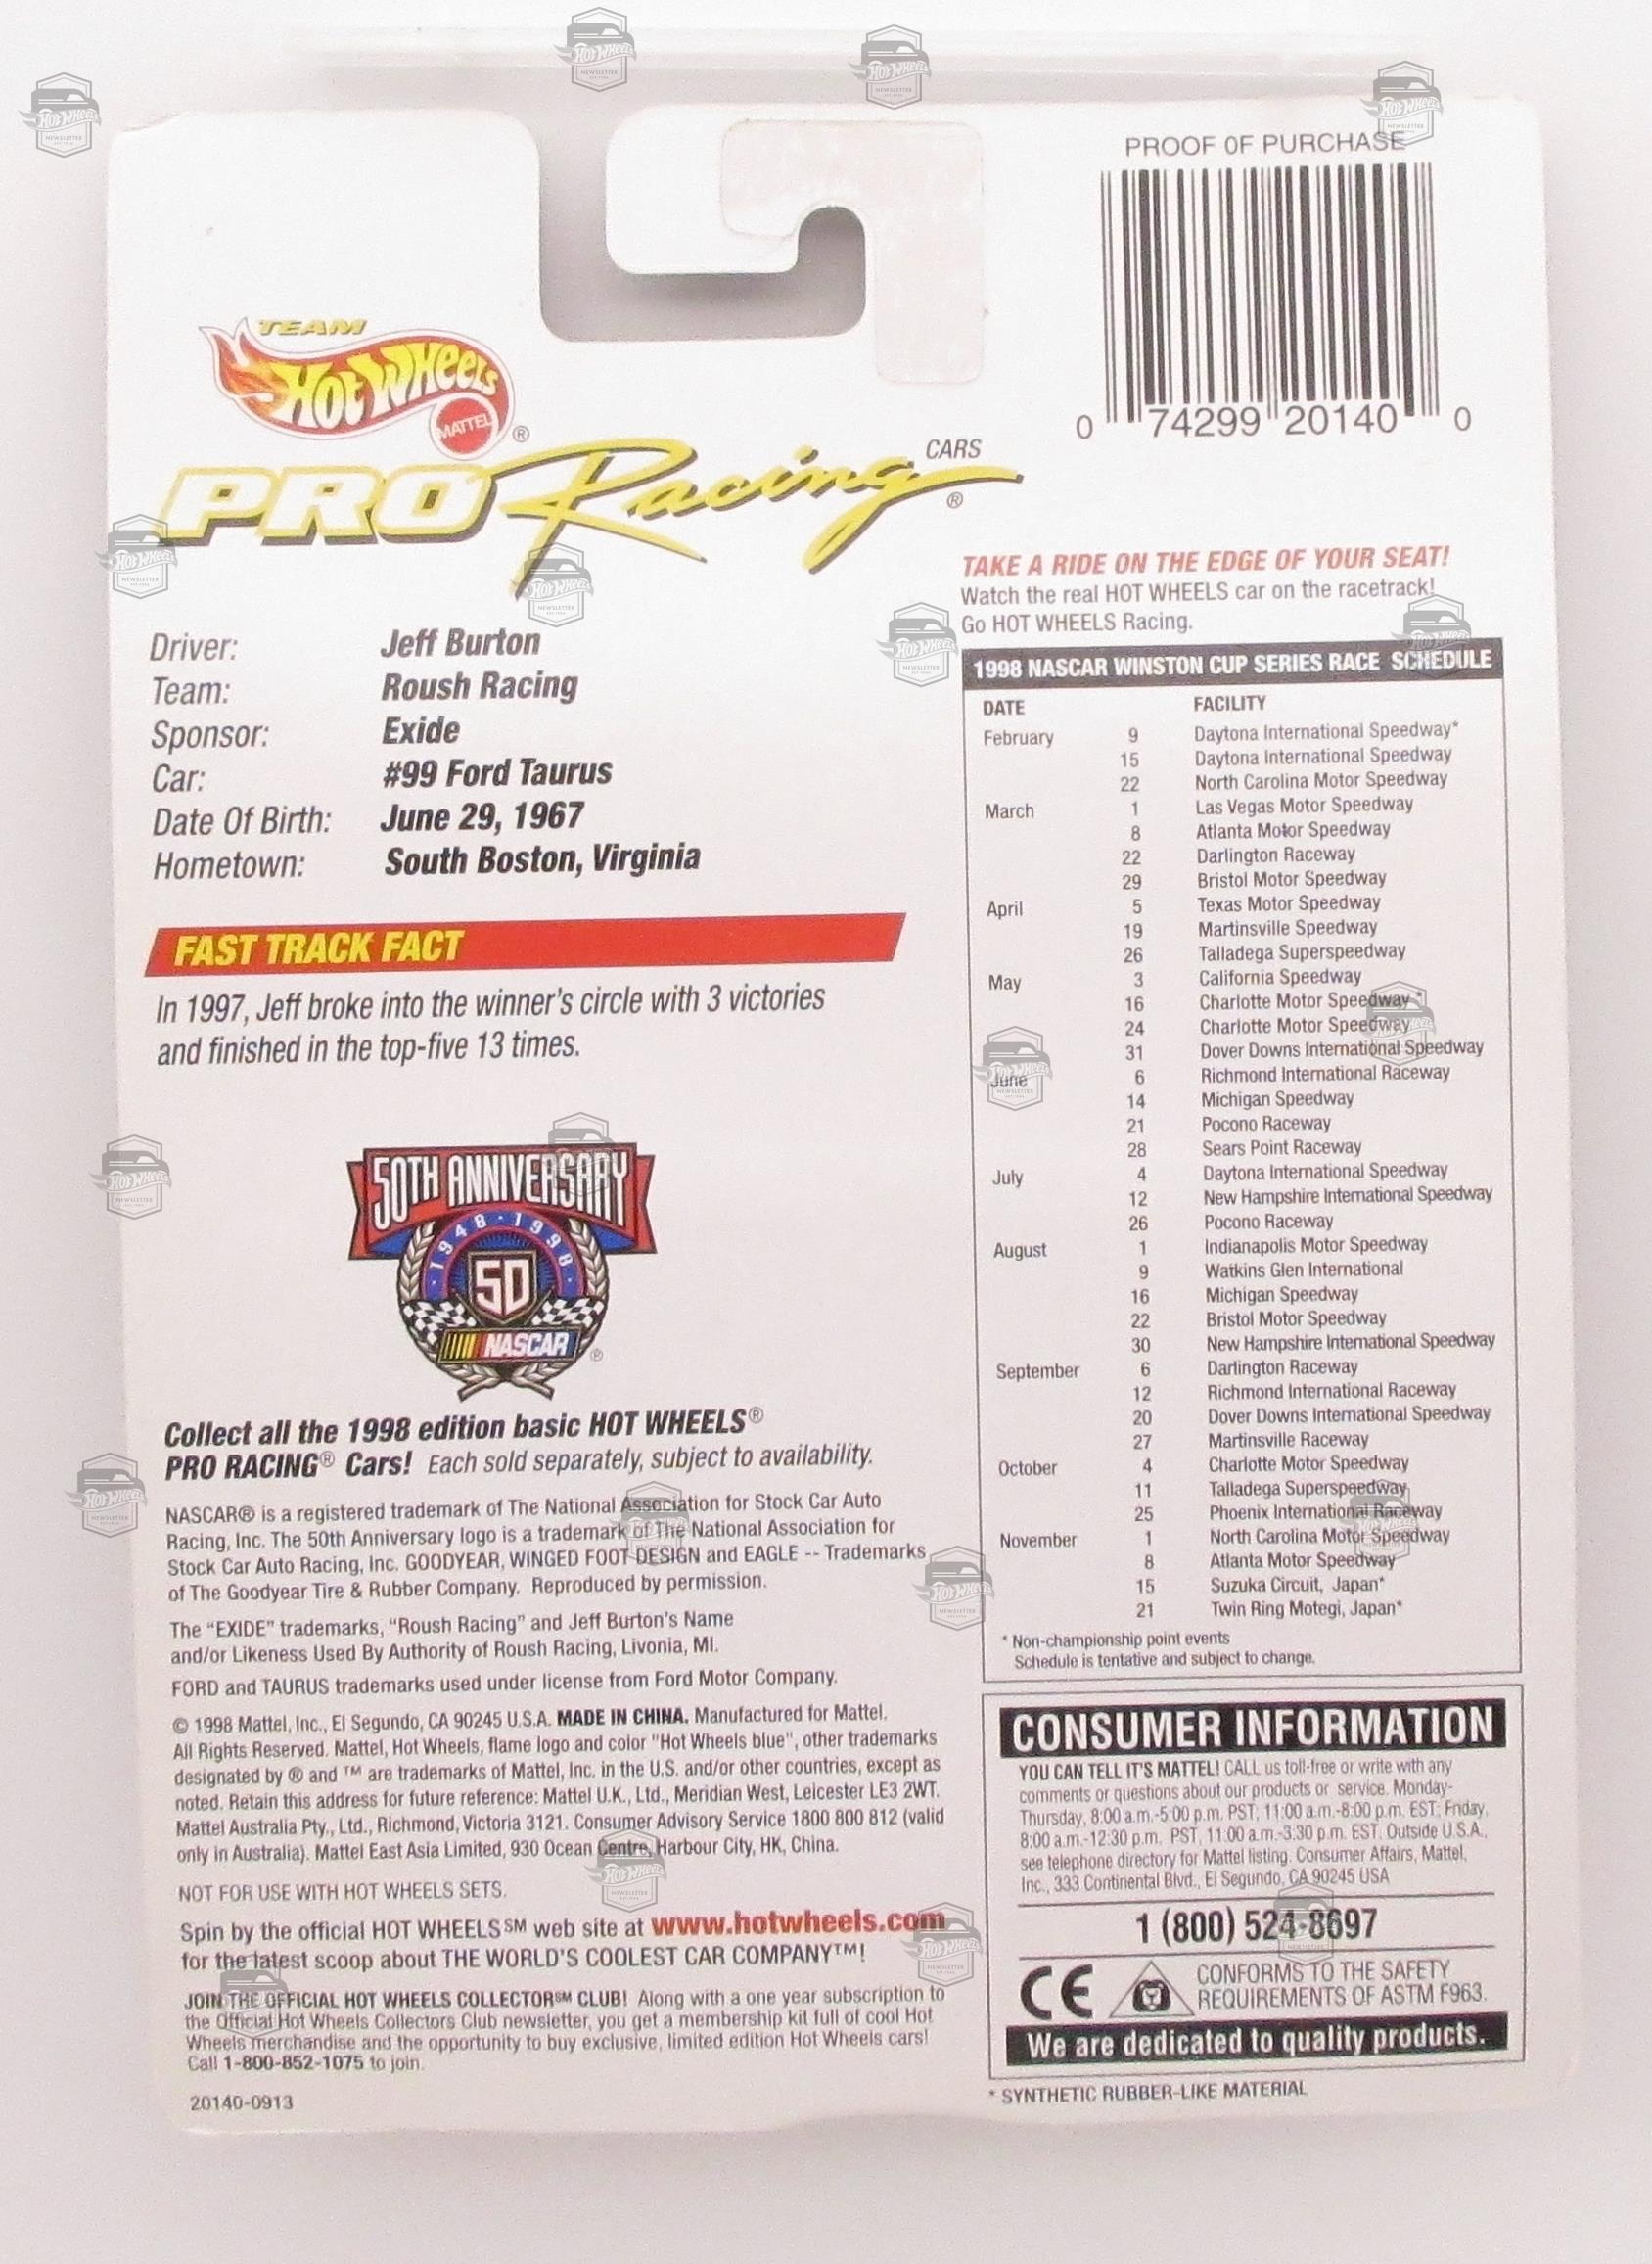 PROOF OF PURCHASE
0 74299 20140 0
TEAM
Hot Wheels
MATTEL
®
PRO Racing CARS
®
Driver: Jeff Burton
Team: Roush Racing
Sponsor: Exide
Car: #99 Ford Taurus
Date Of Birth: June 29, 1967
Hometown: South Boston, Virginia
FAST TRACK FACT
In 1997, Jeff broke into the winner's circle with 3 victories
and finished in the top-five 13 times.
50TH ANNIVERSARY
1948 · 1998
50
NASCAR
®
Collect all the 1998 edition basic HOT WHEELS®
PRO RACING® Cars! Each sold separately, subject to availability.
NASCAR® is a registered trademark of The National Association for Stock Car Auto
Racing, Inc. The 50th Anniversary logo is a trademark of The National Association for
Stock Car Auto Racing, Inc. GOODYEAR, WINGED FOOT DESIGN and EAGLE -- Trademarks
of The Goodyear Tire & Rubber Company. Reproduced by permission.
The "EXIDE" trademarks, "Roush Racing" and Jeff Burton's Name
and/or Likeness Used By Authority of Roush Racing, Livonia, MI.
FORD and TAURUS trademarks used under license from Ford Motor Company.
© 1998 Mattel, Inc., El Segundo, CA 90245 U.S.A. MADE IN CHINA. Manufactured for Mattel.
All Rights Reserved. Mattel, Hot Wheels, flame logo and color "Hot Wheels blue", other trademarks
designated by ® and ™ are trademarks of Mattel, Inc. in the U.S. and/or other countries, except as
noted. Retain this address for future reference: Mattel U.K., Ltd., Meridian West, Leicester LE3 2WT.
Mattel Australia Pty., Ltd., Richmond, Victoria 3121. Consumer Advisory Service 1800 800 812 (valid
only in Australia). Mattel East Asia Limited, 930 Ocean Centre, Harbour City, HK, China.
NOT FOR USE WITH HOT WHEELS SETS.
Spin by the official HOT WHEELS℠ web site at www.hotwheels.com
for the latest scoop about THE WORLD'S COOLEST CAR COMPANY™!
JOIN THE OFFICIAL HOT WHEELS COLLECTOR℠ CLUB! Along with a one year subscription to
the Official Hot Wheels Collectors Club newsletter, you get a membership kit full of cool Hot
Wheels merchandise and the opportunity to buy exclusive, limited edition Hot Wheels cars!
Call 1-800-852-1075 to join.
20140-0913
TAKE A RIDE ON THE EDGE OF YOUR SEAT!
Watch the real HOT WHEELS car on the racetrack!
Go HOT WHEELS Racing.
1998 NASCAR WINSTON CUP SERIES RACE SCHEDULE
DATE FACILITY
February 9 Daytona International Speedway*
15 Daytona International Speedway
22 North Carolina Motor Speedway
March 1 Las Vegas Motor Speedway
8 Atlanta Motor Speedway
22 Darlington Raceway
29 Bristol Motor Speedway
April 5 Texas Motor Speedway
19 Martinsville Speedway
26 Talladega Superspeedway
May 3 California Speedway
16 Charlotte Motor Speedway *
24 Charlotte Motor Speedway
31 Dover Downs International Speedway
June 6 Richmond International Raceway
14 Michigan Speedway
21 Pocono Raceway
28 Sears Point Raceway
July 4 Daytona International Speedway
12 New Hampshire International Speedway
26 Pocono Raceway
August 1 Indianapolis Motor Speedway
9 Watkins Glen International
16 Michigan Speedway
22 Bristol Motor Speedway
30 New Hampshire International Speedway
September 6 Darlington Raceway
12 Richmond International Raceway
20 Dover Downs International Speedway
27 Martinsville Raceway
October 4 Charlotte Motor Speedway
11 Talladega Superspeedway
25 Phoenix International Raceway
November 1 North Carolina Motor Speedway
8 Atlanta Motor Speedway
15 Suzuka Circuit, Japan*
21 Twin Ring Motegi, Japan*
* Non-championship point events
Schedule is tentative and subject to change.
CONSUMER INFORMATION
YOU CAN TELL IT'S MATTEL! CALL us toll-free or write with any
comments or questions about our products or service. Monday-
Thursday, 8:00 a.m.-5:00 p.m. PST; 11:00 a.m.-8:00 p.m. EST; Friday,
8:00 a.m.-12:30 p.m. PST, 11:00 a.m.-3:30 p.m. EST. Outside U.S.A.,
see telephone directory for Mattel listing. Consumer Affairs, Mattel,
Inc., 333 Continental Blvd., El Segundo, CA 90245 USA
1 (800) 524-8697
CE
CONFORMS TO THE SAFETY
REQUIREMENTS OF ASTM F963.
We are dedicated to quality products.
* SYNTHETIC RUBBER-LIKE MATERIAL